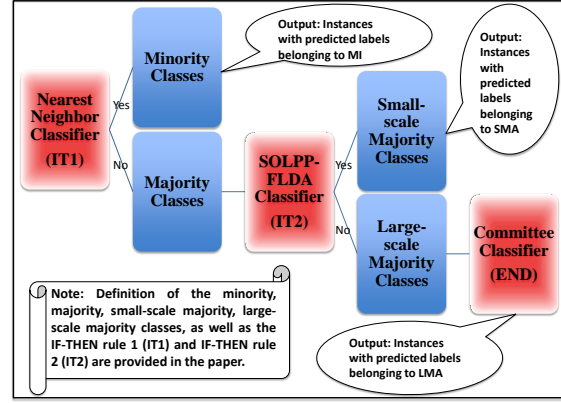 Minority
Classes
Output: Instances
with predicted labels
belonging to MI
Output:
Instances
with
predicted
labels
belonging
to SMA
Nearest
Neighbor
Classifier
(IT1)
Yes
No
Majority
Classes
SOLPP-
FLDA
Classifier
(IT2)
Yes
No
Small-
scale
Majority
Classes
Large-
scale
Majority
Classes
Committee
Classifier
(END)
Note: Definition of the minority,
majority, small-scale majority, large-
scale majority classes, as well as the
IF-THEN rule 1 (IT1) and IF-THEN rule
2 (IT2) are provided in the paper.
Output: Instances
with predicted labels
belonging to LMA